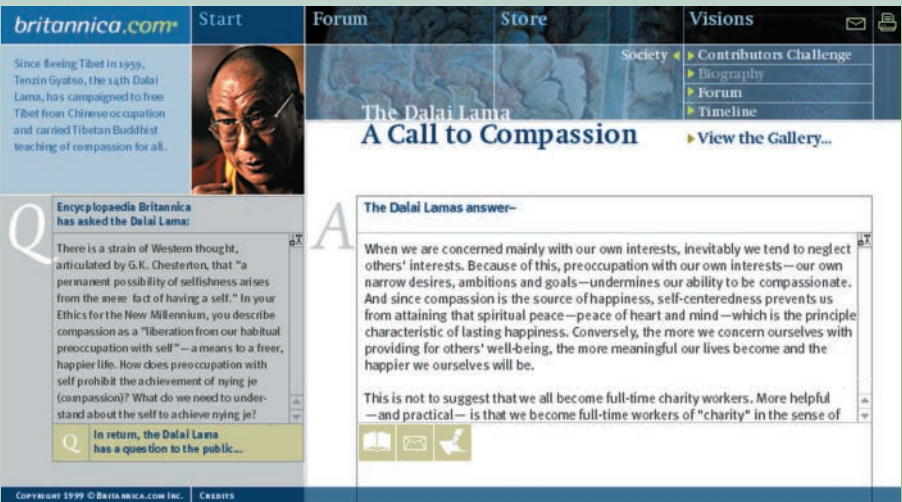 britannica.com
Start
Forum
Store
Visions
Since fleeing Tibet in 1959,
Tenzin Gyatso, the 14th Dalai
Lama, has campaigned to free
Tibet from Chinese occupation
and carried Tibetan Buddhist
teaching of compassion for all.
Society
Contributors Challenge
Biography
Forum
Timeline
The Dalai Lama
A Call to Compassion
View the Gallery...
Q
Encycplopaedia Britannica
has asked the Dalai Lama:
There is a strain of Western thought,
articulated by G.K. Chesterton, that "a
permanent possibility of selfishness arises
from the mere fact of having a self." In your
Ethics for the New Millennium, you describe
compassion as a "liberation from our habitual
preoccupation with self"—a means to a freer,
happier life. How does preoccupation with
self prohibit the achievement of nying je
(compassion)? What do we need to under-
stand about the self to achieve nying je?
Q
In return, the Dalai Lama
has a question to the public...
A
The Dalai Lamas answer–
When we are concerned mainly with our own interests, inevitably we tend to neglect
others' interests. Because of this, preoccupation with our own interests—our own
narrow desires, ambitions and goals—undermines our ability to be compassionate.
And since compassion is the source of happiness, self-centeredness prevents us
from attaining that spiritual peace—peace of heart and mind—which is the principle
characteristic of lasting happiness. Conversely, the more we concern ourselves with
providing for others' well-being, the more meaningful our lives become and the
happier we ourselves will be.
This is not to suggest that we all become full-time charity workers. More helpful
—and practical— is that we become full-time workers of "charity" in the sense of
Copyright 1999 © Britannica.com Inc.
Credits